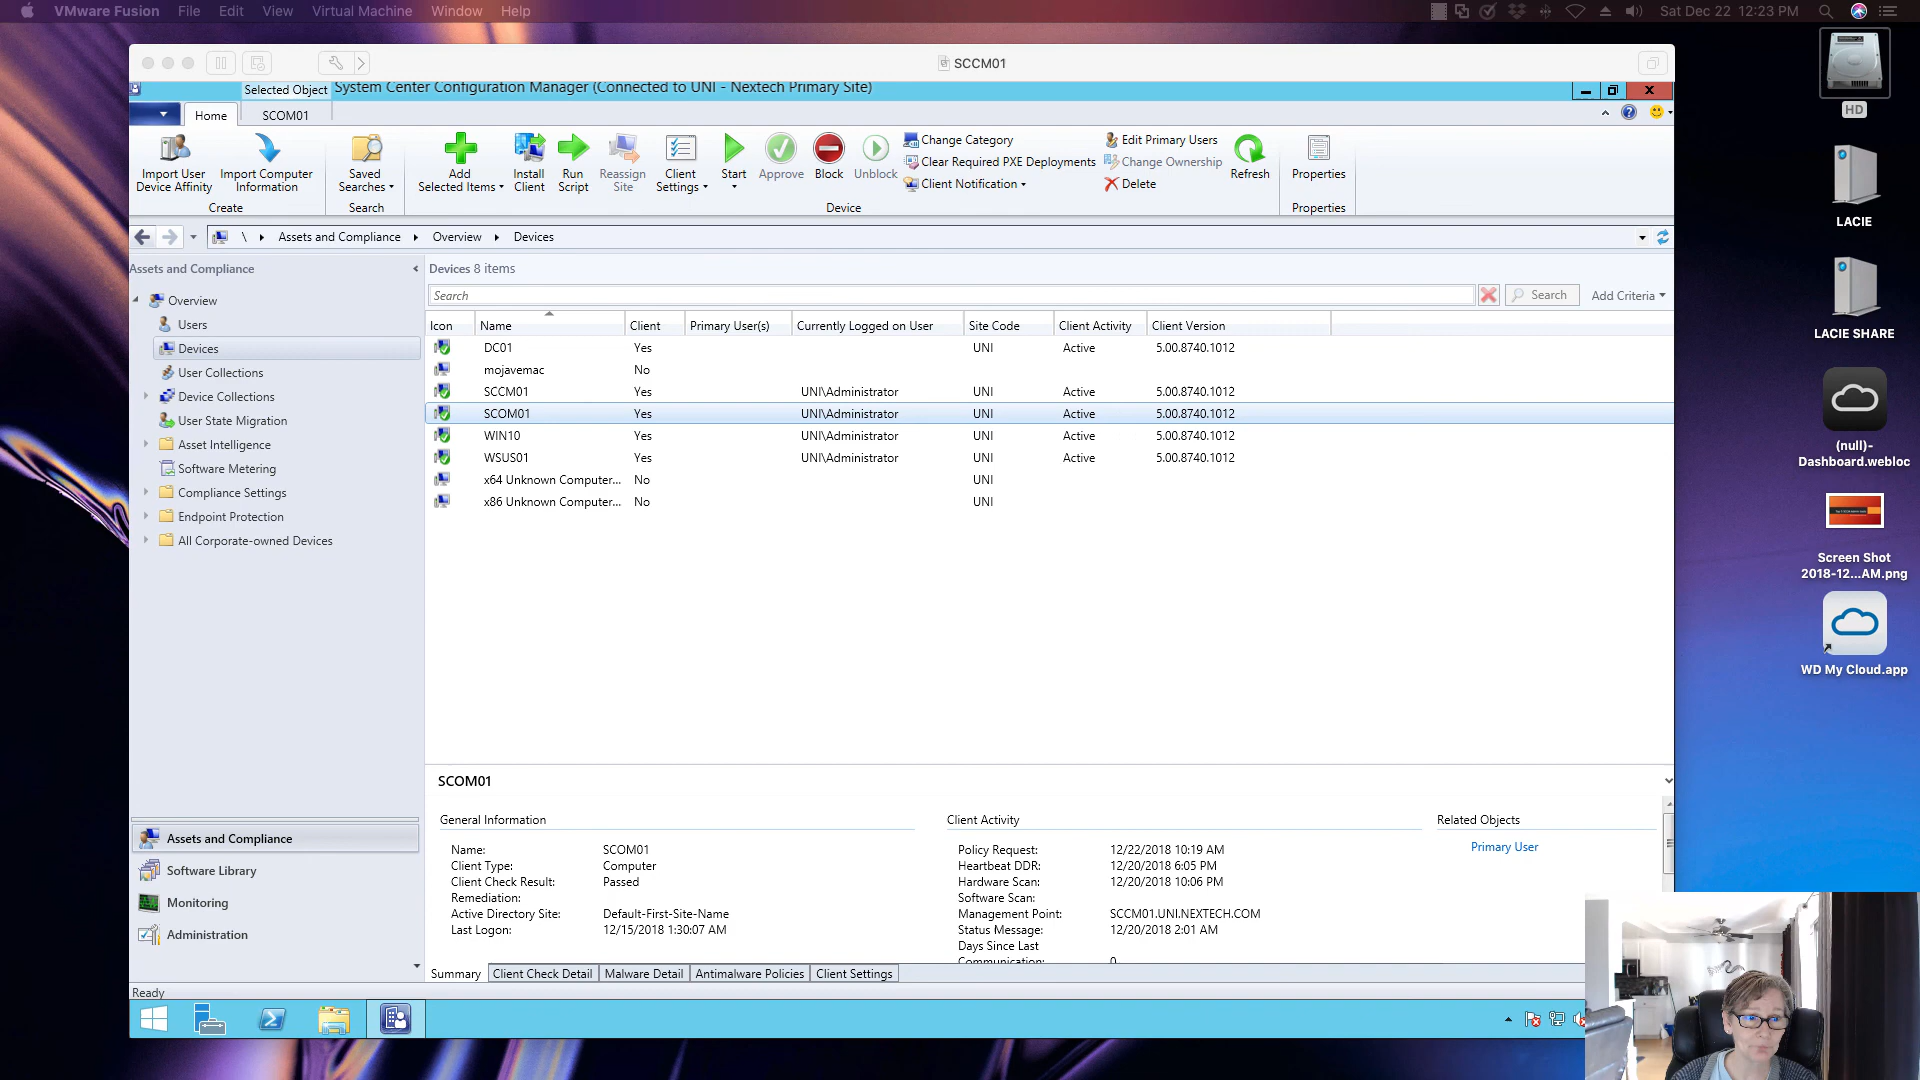 VMware Fusion File Edit View Virtual Machine Window Help Sat Dec 22 12:23 PM
SCCM01
Selected Object System Center Configuration Manager (Connected to UNI - Nextech Primary Site)
Home SCOM01
Import User Device Affinity
Import Computer Information
Create
Saved Searches
Search
Add Selected Items
Install Client
Run Script
Reassign Site
Client Settings
Start
Approve
Block
Unblock
Change Category
Clear Required PXE Deployments
Client Notification
Edit Primary Users
Change Ownership
Delete
Refresh
Device
Properties
Properties
\ Assets and Compliance Overview Devices
Assets and Compliance
Overview
Users
Devices
User Collections
Device Collections
User State Migration
Asset Intelligence
Software Metering
Compliance Settings
Endpoint Protection
All Corporate-owned Devices
Assets and Compliance
Software Library
Monitoring
Administration
Devices 8 items
Search Search Add Criteria
Icon Name Client Primary User(s) Currently Logged on User Site Code Client Activity Client Version
DC01 Yes UNI Active 5.00.8740.1012
mojavemac No
SCCM01 Yes UNI\Administrator UNI Active 5.00.8740.1012
SCOM01 Yes UNI\Administrator UNI Active 5.00.8740.1012
WIN10 Yes UNI\Administrator UNI Active 5.00.8740.1012
WSUS01 Yes UNI\Administrator UNI Active 5.00.8740.1012
x64 Unknown Computer... No UNI
x86 Unknown Computer... No UNI
SCOM01
General Information
Name: SCOM01
Client Type: Computer
Client Check Result: Passed
Remediation:
Active Directory Site: Default-First-Site-Name
Last Logon: 12/15/2018 1:30:07 AM
Client Activity
Policy Request: 12/22/2018 10:19 AM
Heartbeat DDR: 12/20/2018 6:05 PM
Hardware Scan: 12/20/2018 10:06 PM
Software Scan:
Management Point: SCCM01.UNI.NEXTECH.COM
Status Message: 12/20/2018 2:01 AM
Days Since Last
Communication: 0
Related Objects
Primary User
Summary Client Check Detail Malware Detail Antimalware Policies Client Settings
Ready
HD
LACIE
LACIE SHARE
(null)-
Dashboard.webloc
Screen Shot
2018-12...AM.png
WD My Cloud.app